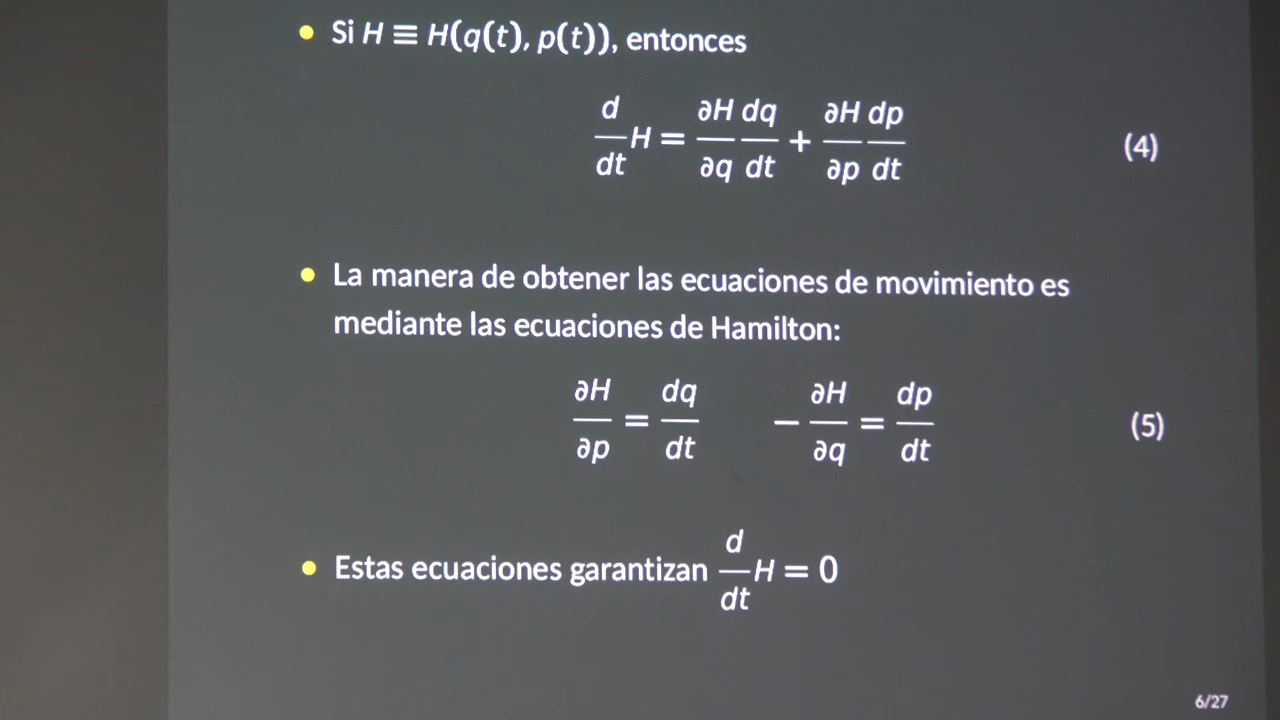 • Si H ≡ H(q(t), p(t)), entonces
d/dt H = ∂H/∂q dq/dt + ∂H/∂p dp/dt (4)
• La manera de obtener las ecuaciones de movimiento es
mediante las ecuaciones de Hamilton:
∂H/∂p = dq/dt − ∂H/∂q = dp/dt (5)
• Estas ecuaciones garantizan d/dt H = 0
6/27